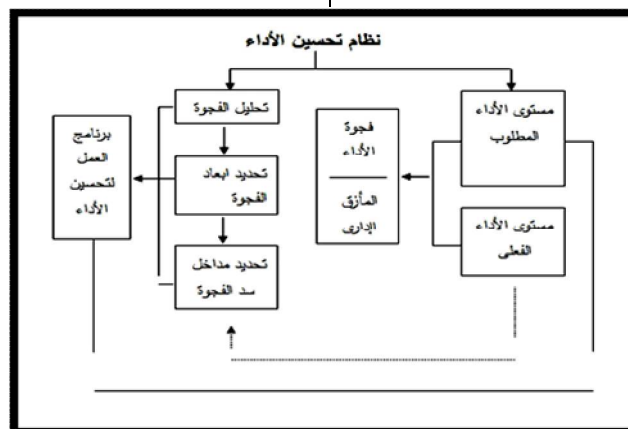 نظام تحسين الأداء
مستوى الأداء
المطلوب
مستوى الأداء
الفعلى
فجوة
الأداء
المأزق
الإدارى
تحليل الفجوة
تحديد ابعاد
الفجوة
تحديد مداخل
سد الفجوة
برنامج
العمل
لتحسين
الأداء